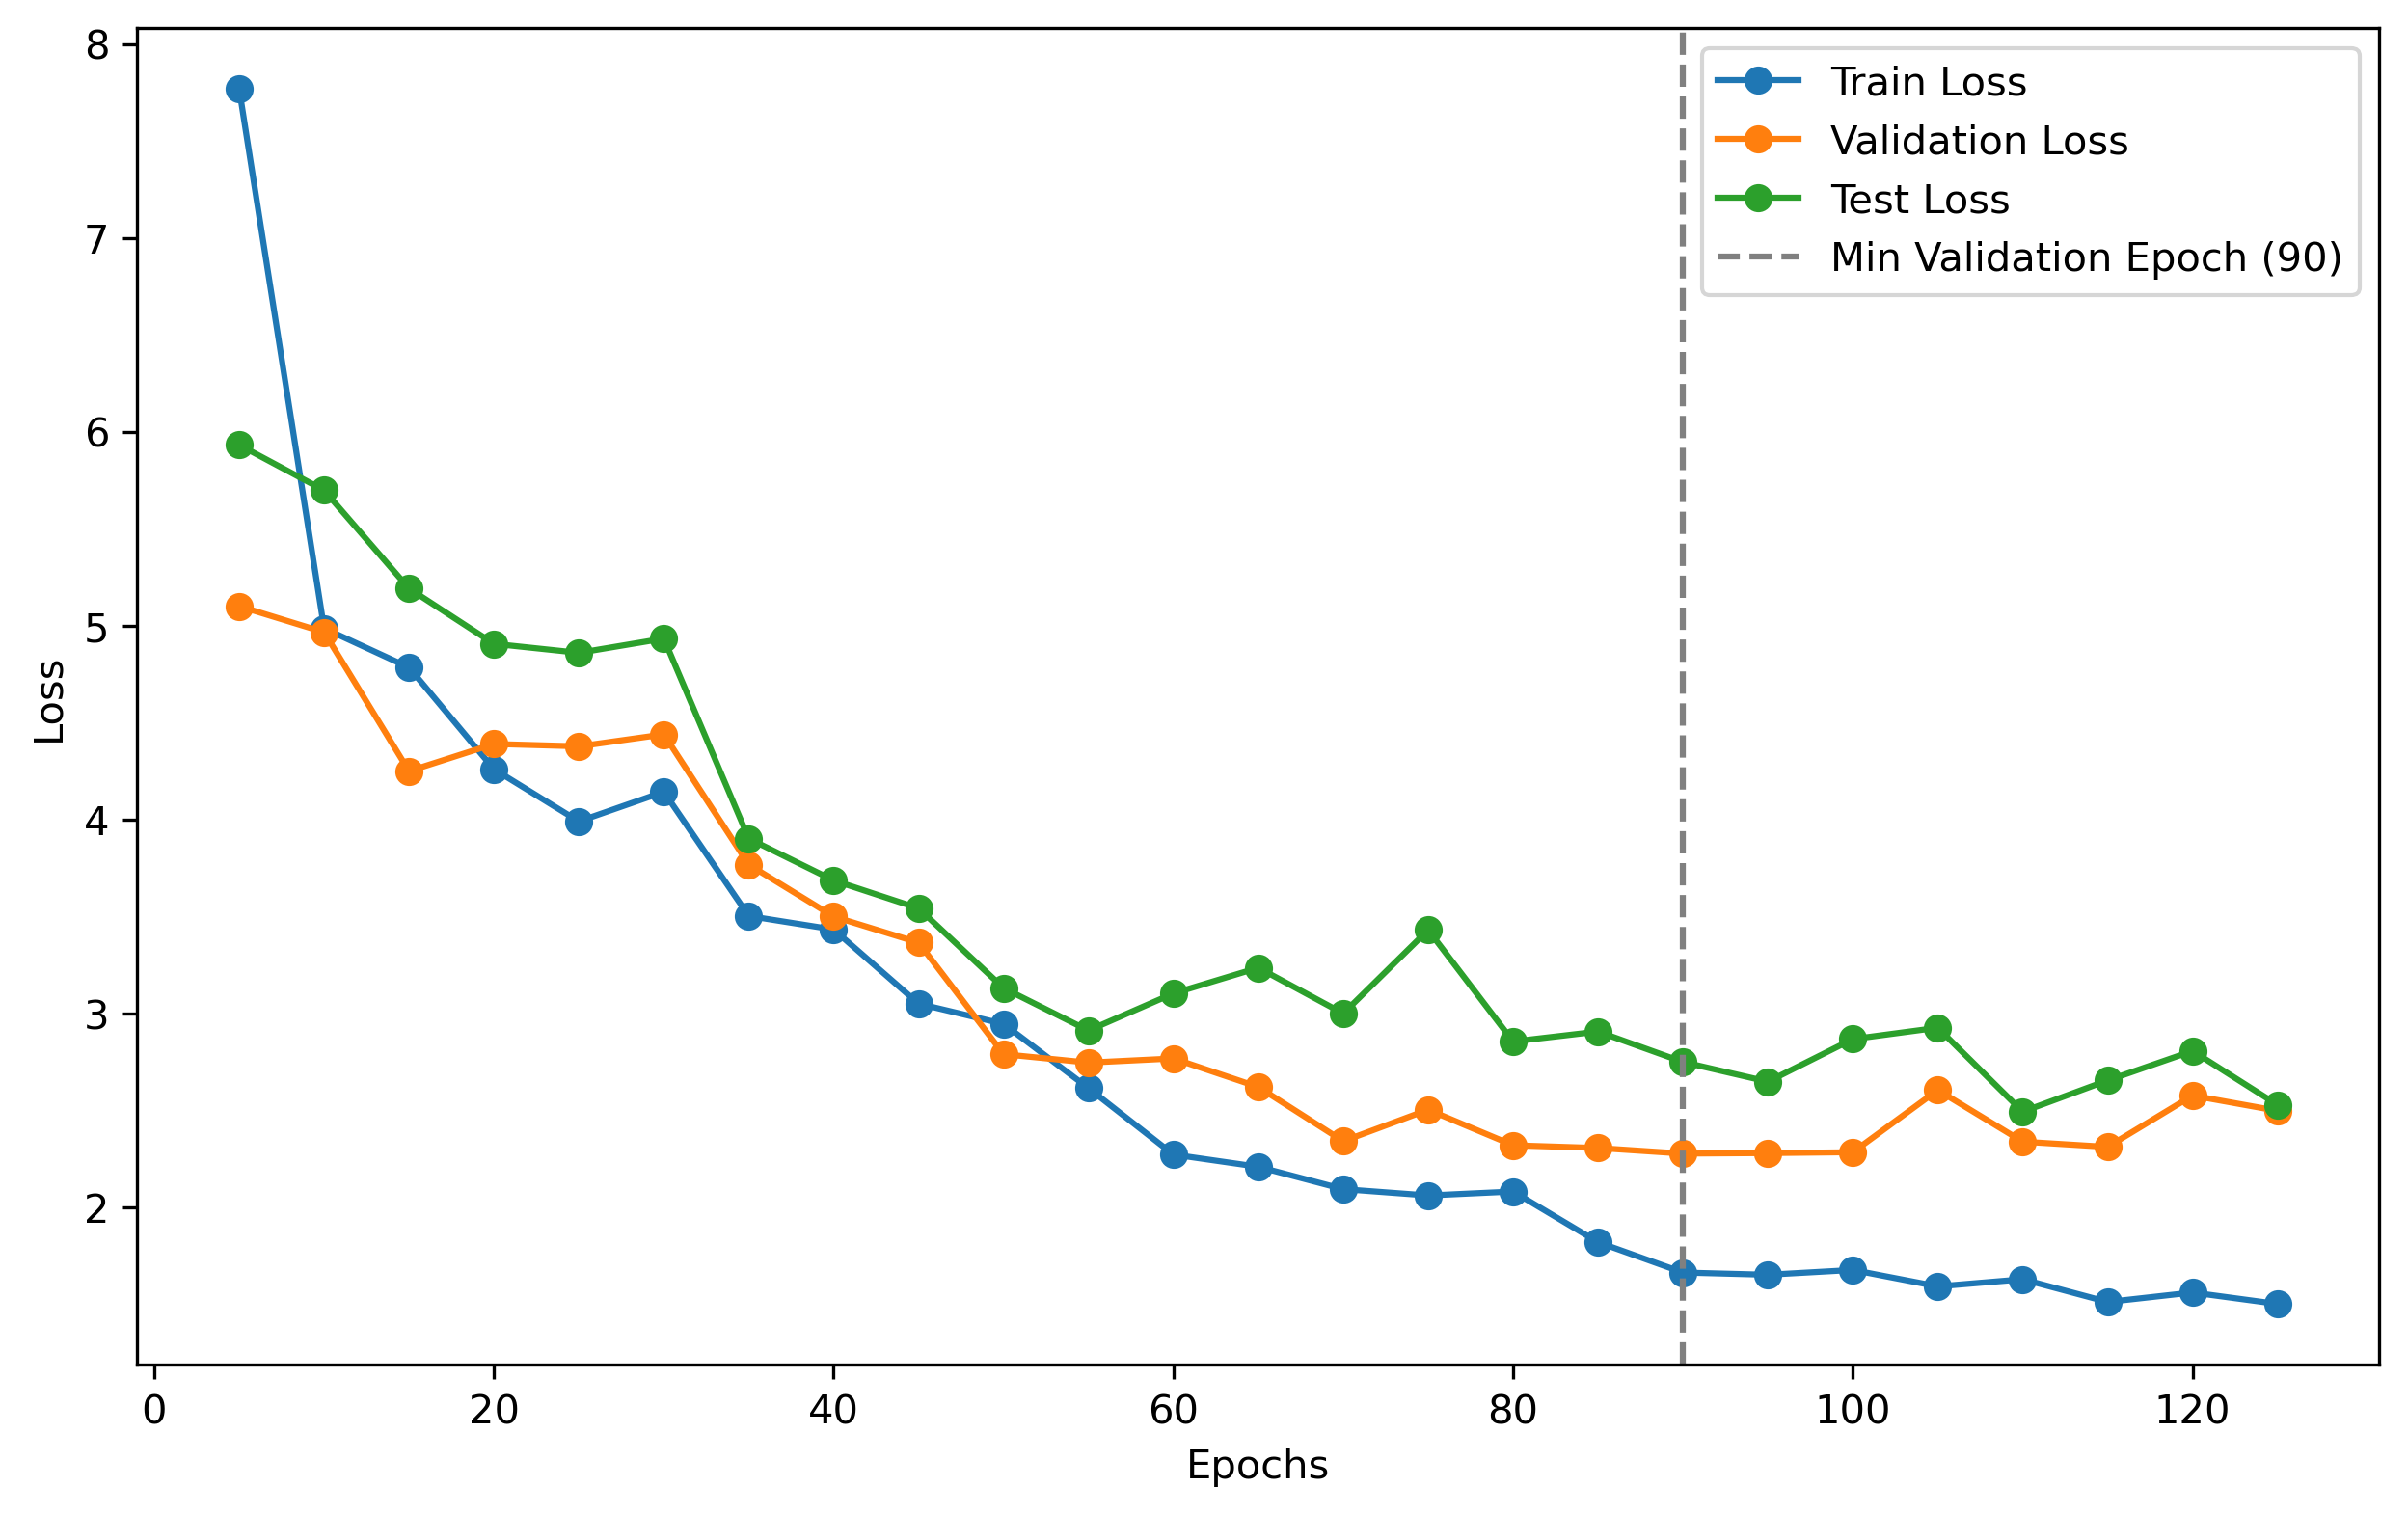 8
7
6
5
4
3
2
Loss
0 20 40 60 80 100 120
Epochs
Train Loss
Validation Loss
Test Loss
Min Validation Epoch (90)